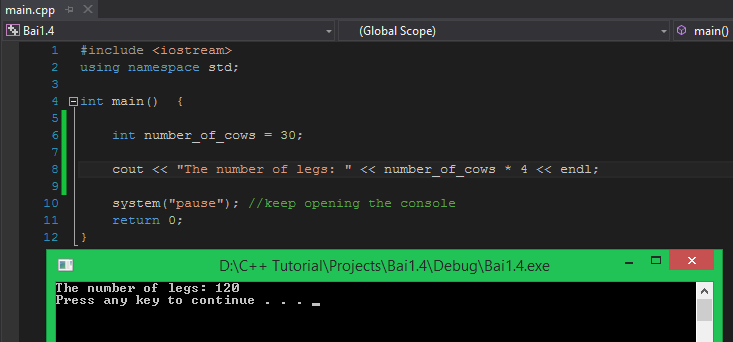 main.cpp
Bai1.4 (Global Scope) main()
1 #include <iostream>
2 using namespace std;
3
4 int main()  {
5
6     int number_of_cows = 30;
7
8     cout << "The number of legs: " << number_of_cows * 4 << endl;
9
10     system("pause"); //keep opening the console
11     return 0;
12 }
D:\C++ Tutorial\Projects\Bai1.4\Debug\Bai1.4.exe
The number of legs: 120
Press any key to continue . . . _